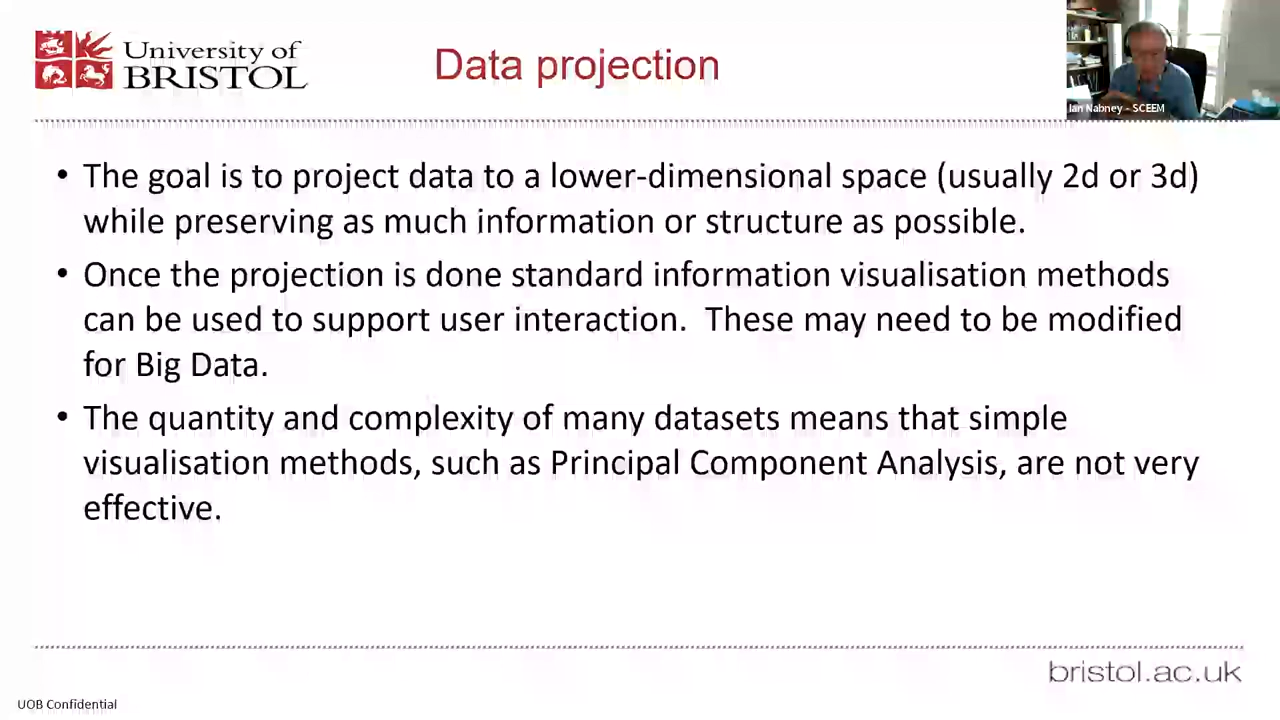 University of
BRISTOL
Data projection
Ian Nabney - SCEEM
• The goal is to project data to a lower-dimensional space (usually 2d or 3d)
while preserving as much information or structure as possible.
• Once the projection is done standard information visualisation methods
can be used to support user interaction.  These may need to be modified
for Big Data.
• The quantity and complexity of many datasets means that simple
visualisation methods, such as Principal Component Analysis, are not very
effective.
bristol.ac.uk
UOB Confidential